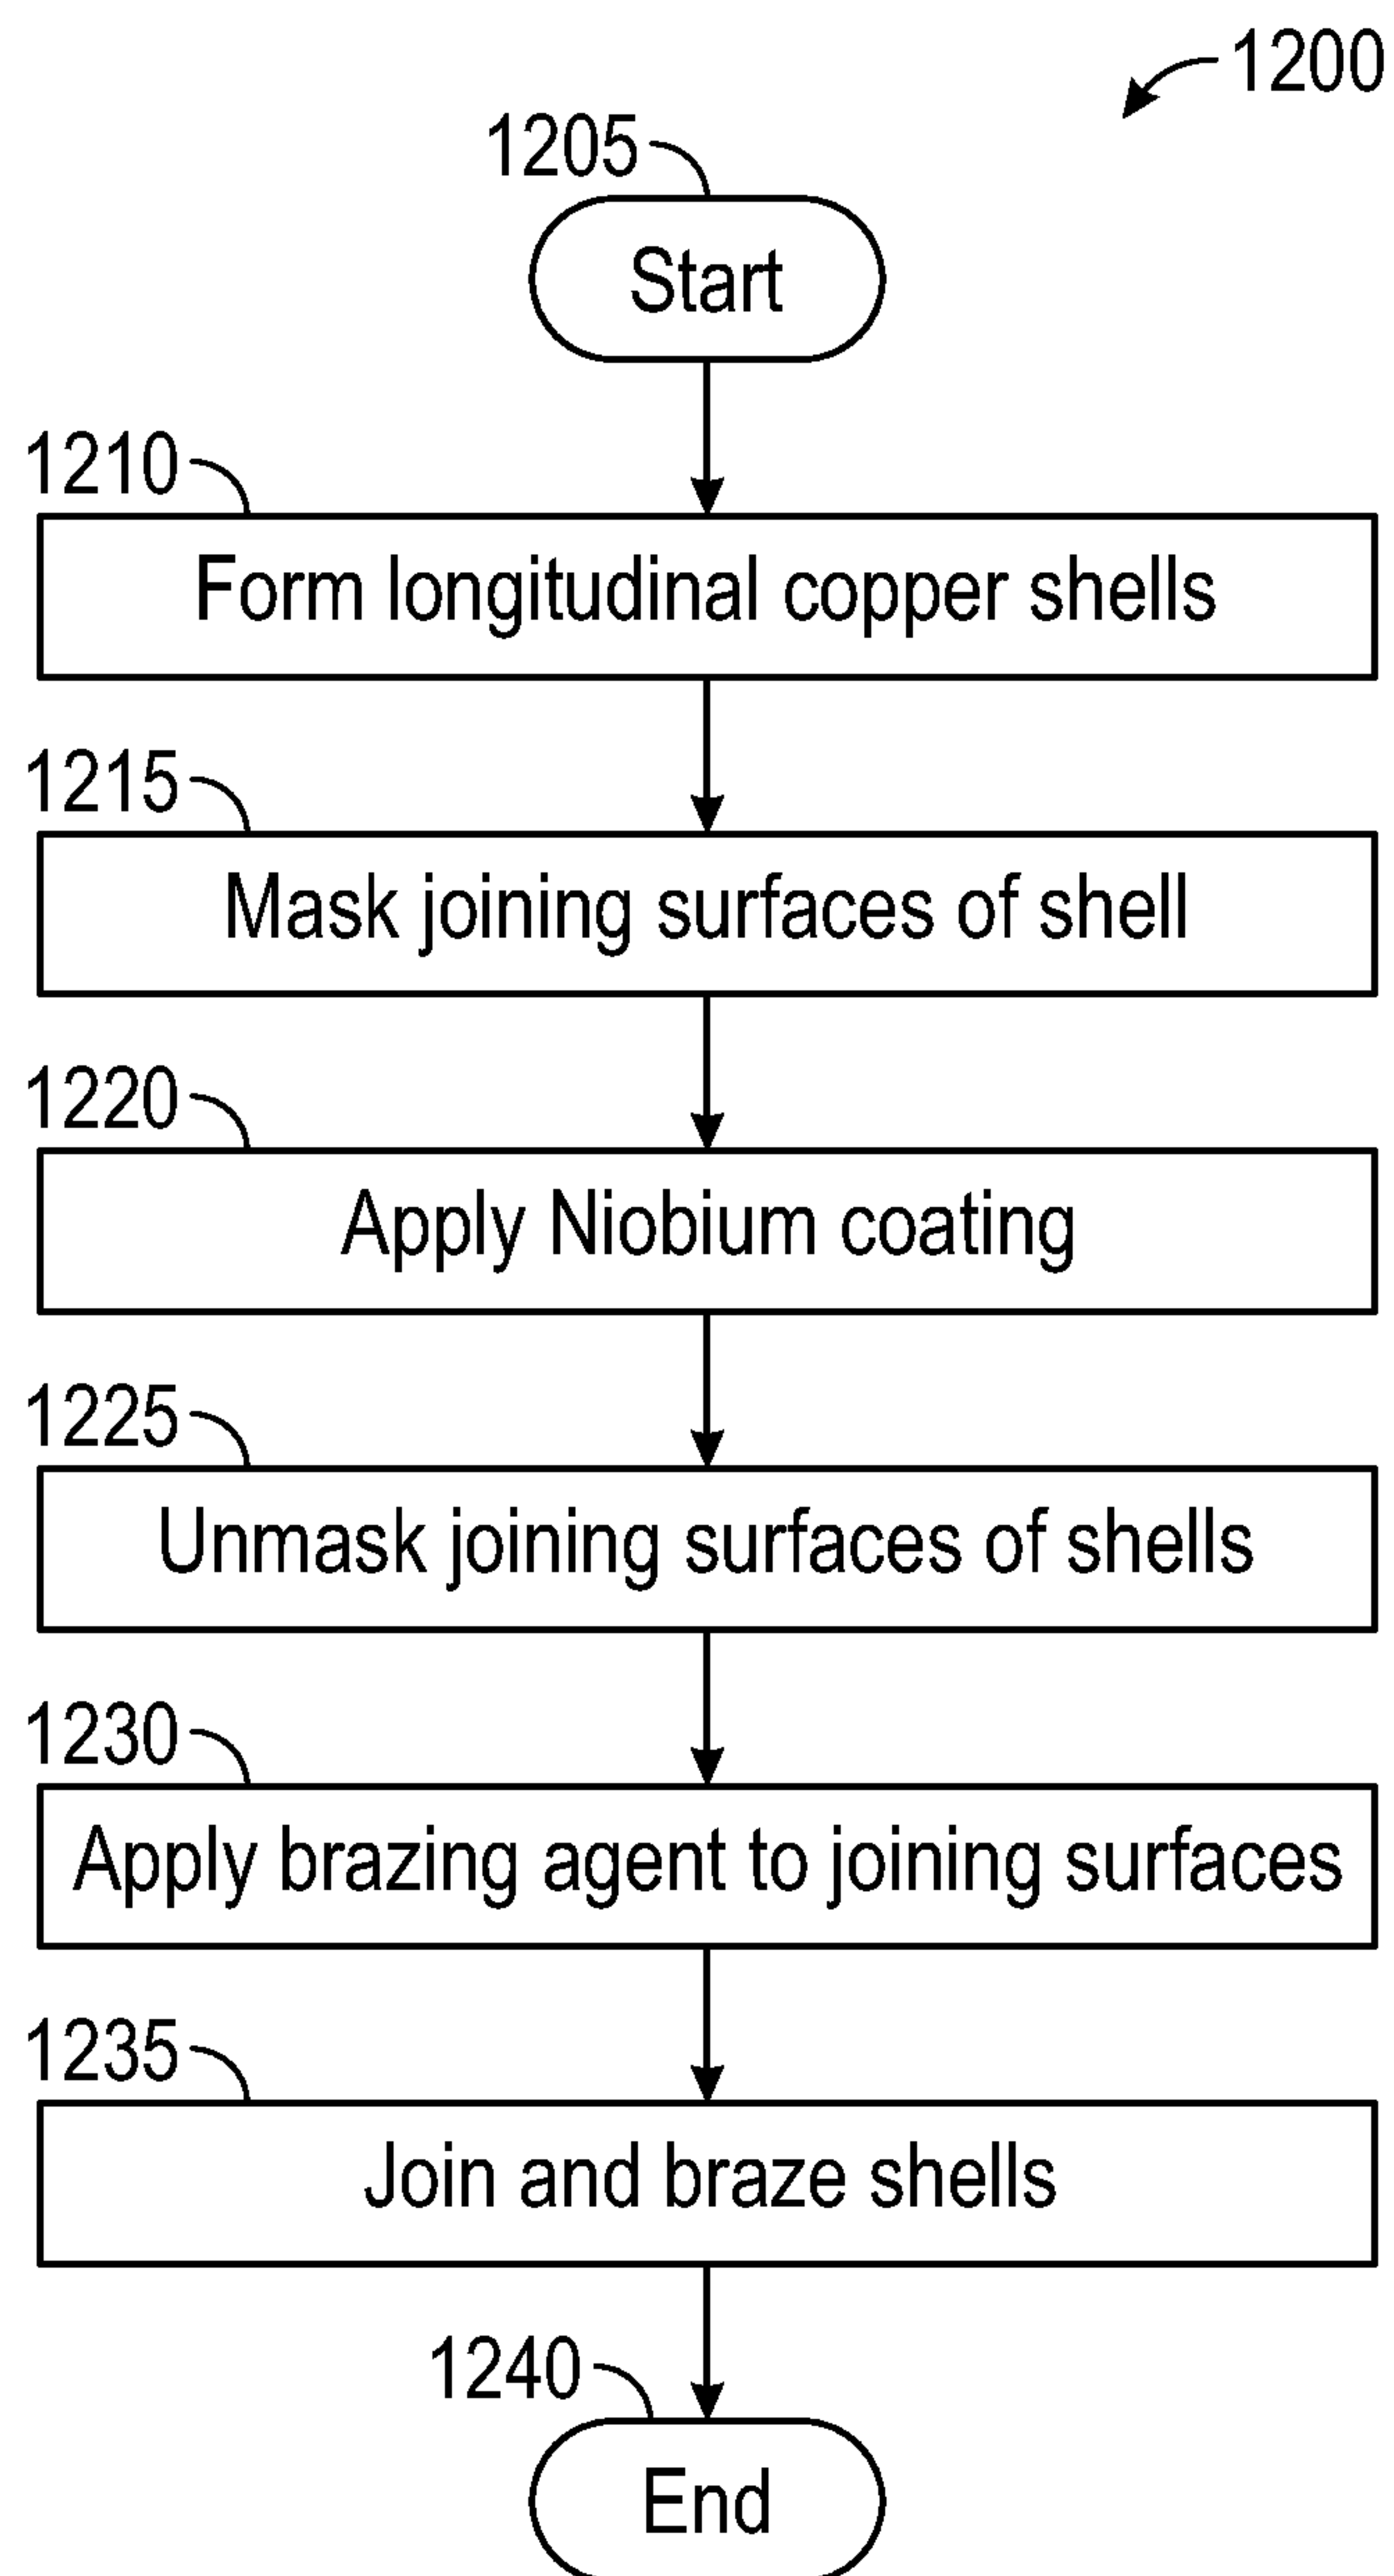 1200
1205
Start
1210
Form longitudinal copper shells
1215
Mask joining surfaces of shell
1220
Apply Niobium coating
1225
Unmask joining surfaces of shells
1230
Apply brazing agent to joining surfaces
1235
Join and braze shells
1240
End